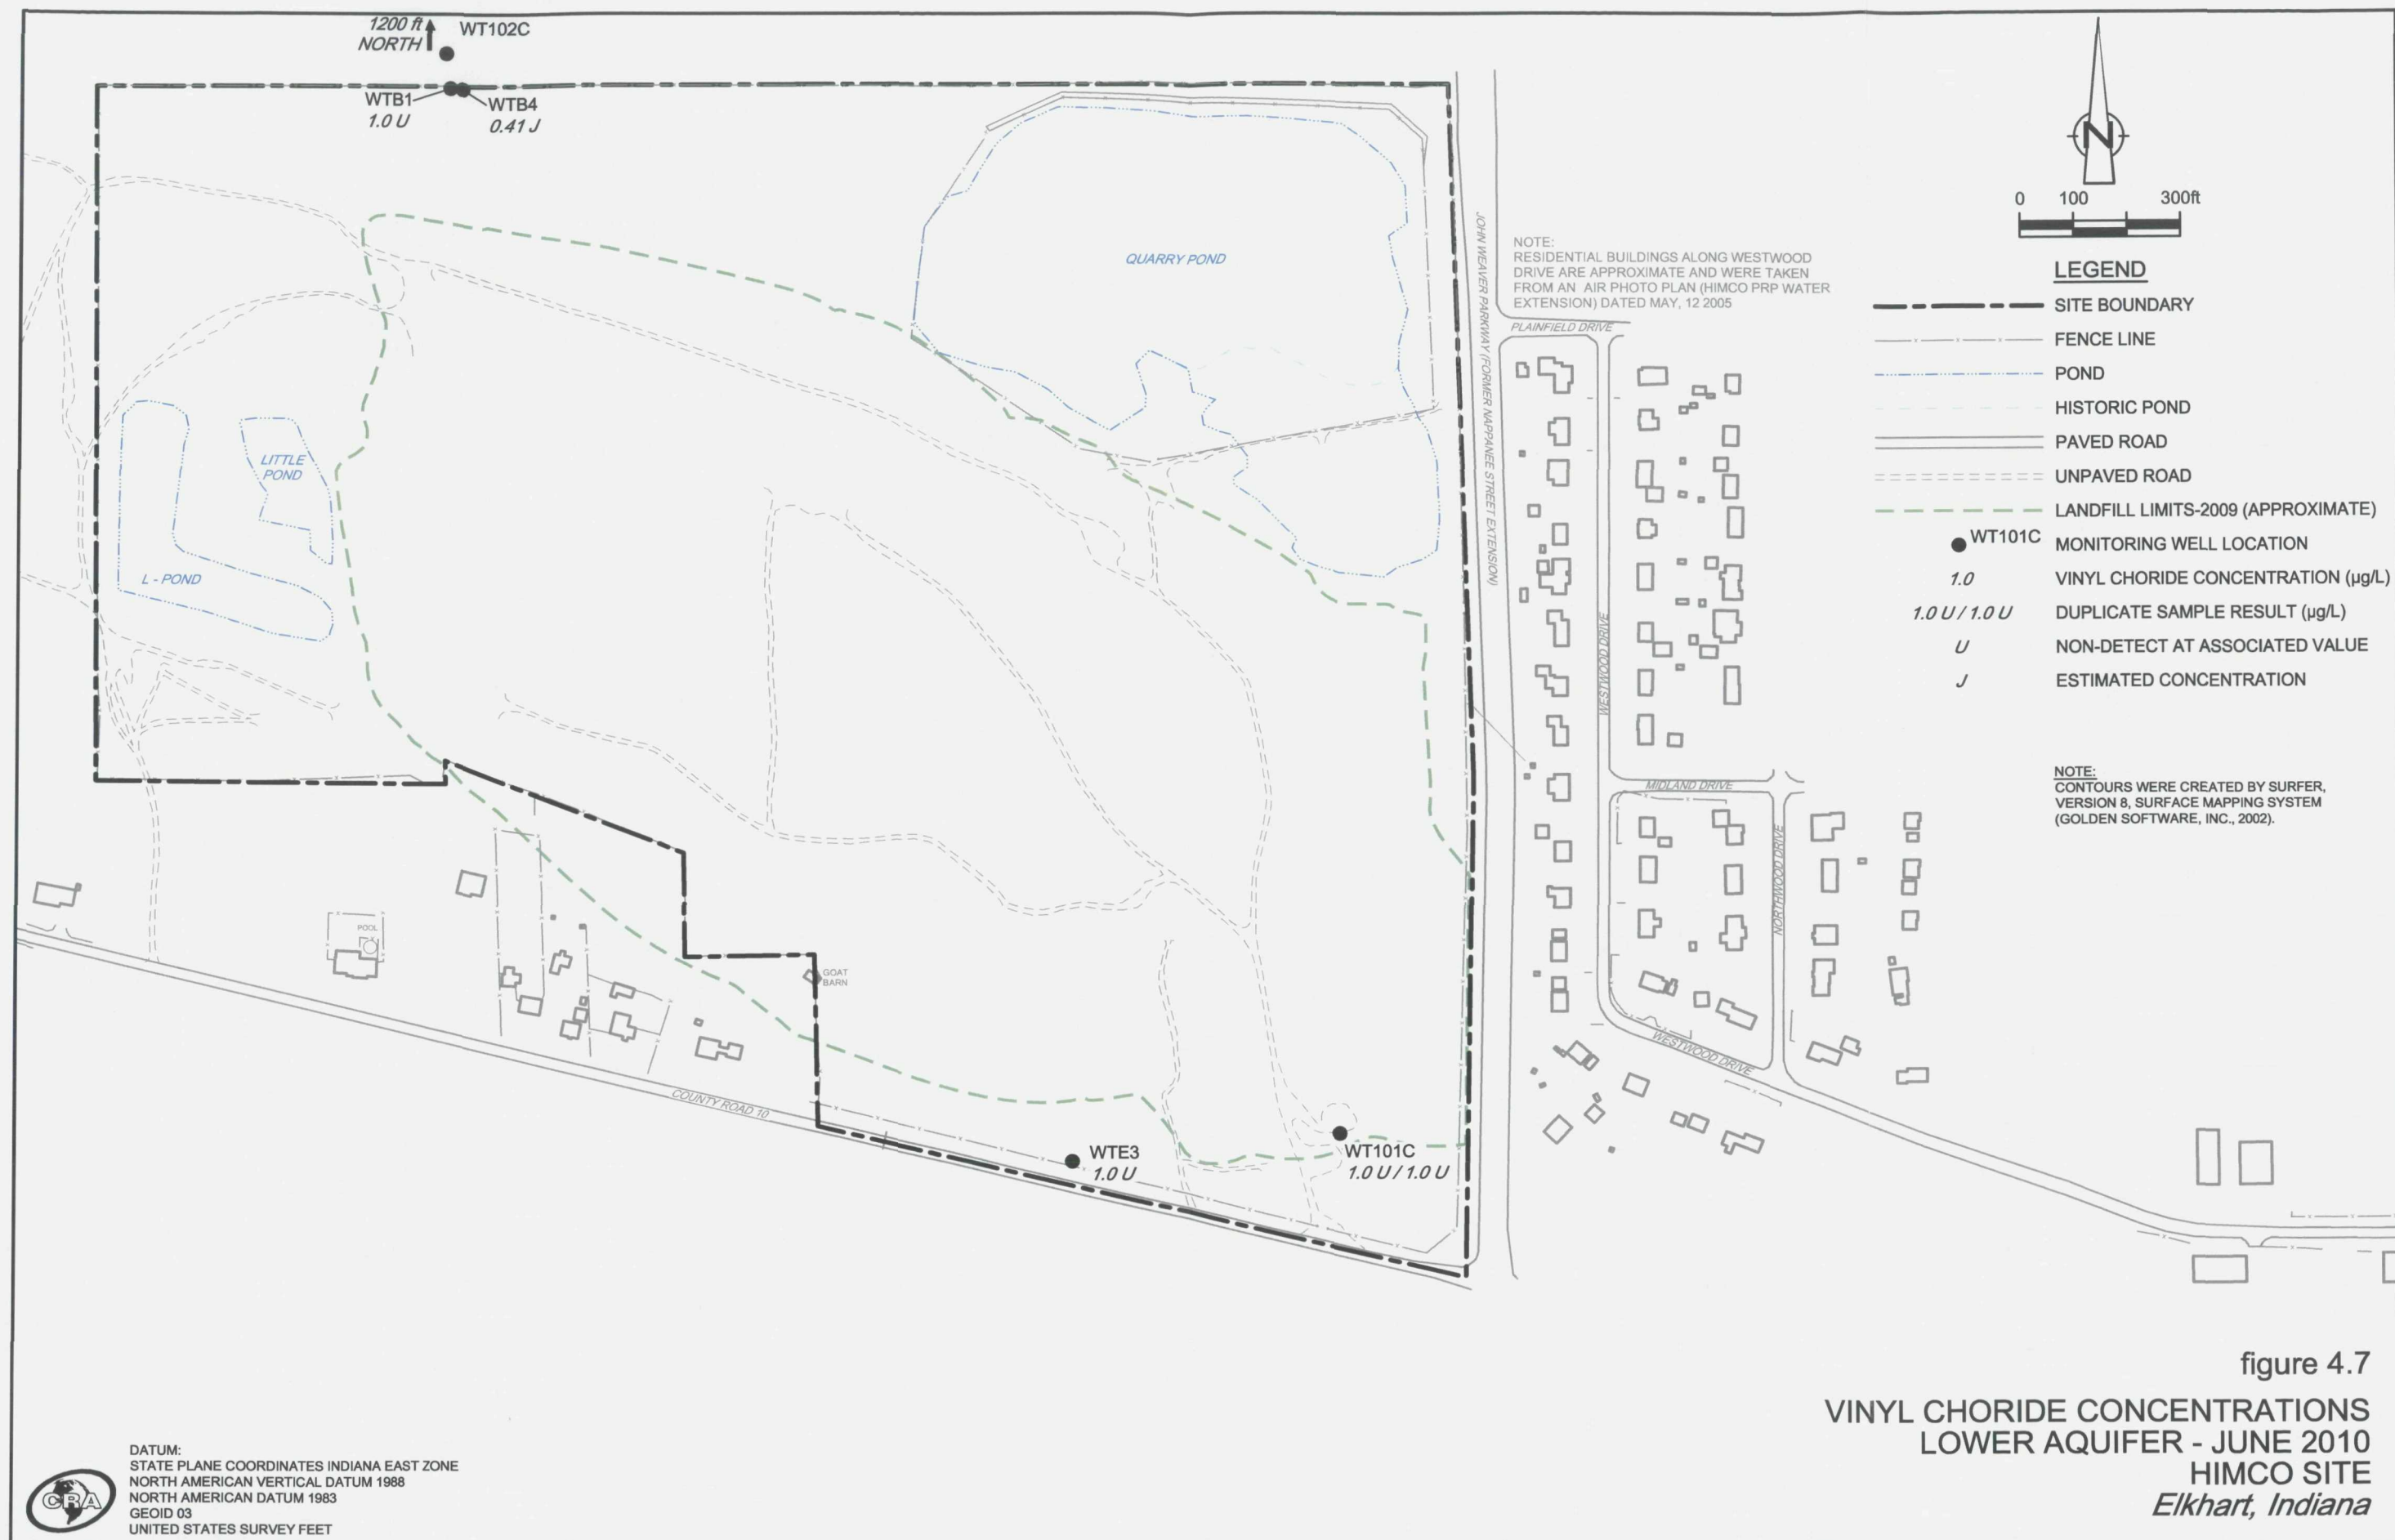 1200 ft
NORTH
WT102C
WTB1
1.0 U
WTB4
0.41 J
N
0 100 300ft
QUARRY POND
NOTE:
RESIDENTIAL BUILDINGS ALONG WESTWOOD
DRIVE ARE APPROXIMATE AND WERE TAKEN
FROM AN AIR PHOTO PLAN (HIMCO PRP WATER
EXTENSION) DATED MAY, 12 2005
JOHN WEAVER PARKWAY (FORMER NAPPANEE STREET EXTENSION)
PLAINFIELD DRIVE
LEGEND
SITE BOUNDARY
FENCE LINE
POND
HISTORIC POND
PAVED ROAD
UNPAVED ROAD
LANDFILL LIMITS-2009 (APPROXIMATE)
WT101C MONITORING WELL LOCATION
1.0 VINYL CHORIDE CONCENTRATION (µg/L)
1.0 U / 1.0 U DUPLICATE SAMPLE RESULT (µg/L)
U NON-DETECT AT ASSOCIATED VALUE
J ESTIMATED CONCENTRATION
NOTE:
CONTOURS WERE CREATED BY SURFER,
VERSION 8, SURFACE MAPPING SYSTEM
(GOLDEN SOFTWARE, INC., 2002).
LITTLE
POND
L - POND
WESTWOOD DRIVE
MIDLAND DRIVE
NORTHWOOD DRIVE
WESTWOOD DRIVE
POOL
GOAT
BARN
COUNTY ROAD 10
WTE3
1.0 U
WT101C
1.0 U / 1.0 U
figure 4.7
VINYL CHORIDE CONCENTRATIONS
LOWER AQUIFER - JUNE 2010
HIMCO SITE
Elkhart, Indiana
CRA
DATUM:
STATE PLANE COORDINATES INDIANA EAST ZONE
NORTH AMERICAN VERTICAL DATUM 1988
NORTH AMERICAN DATUM 1983
GEOID 03
UNITED STATES SURVEY FEET